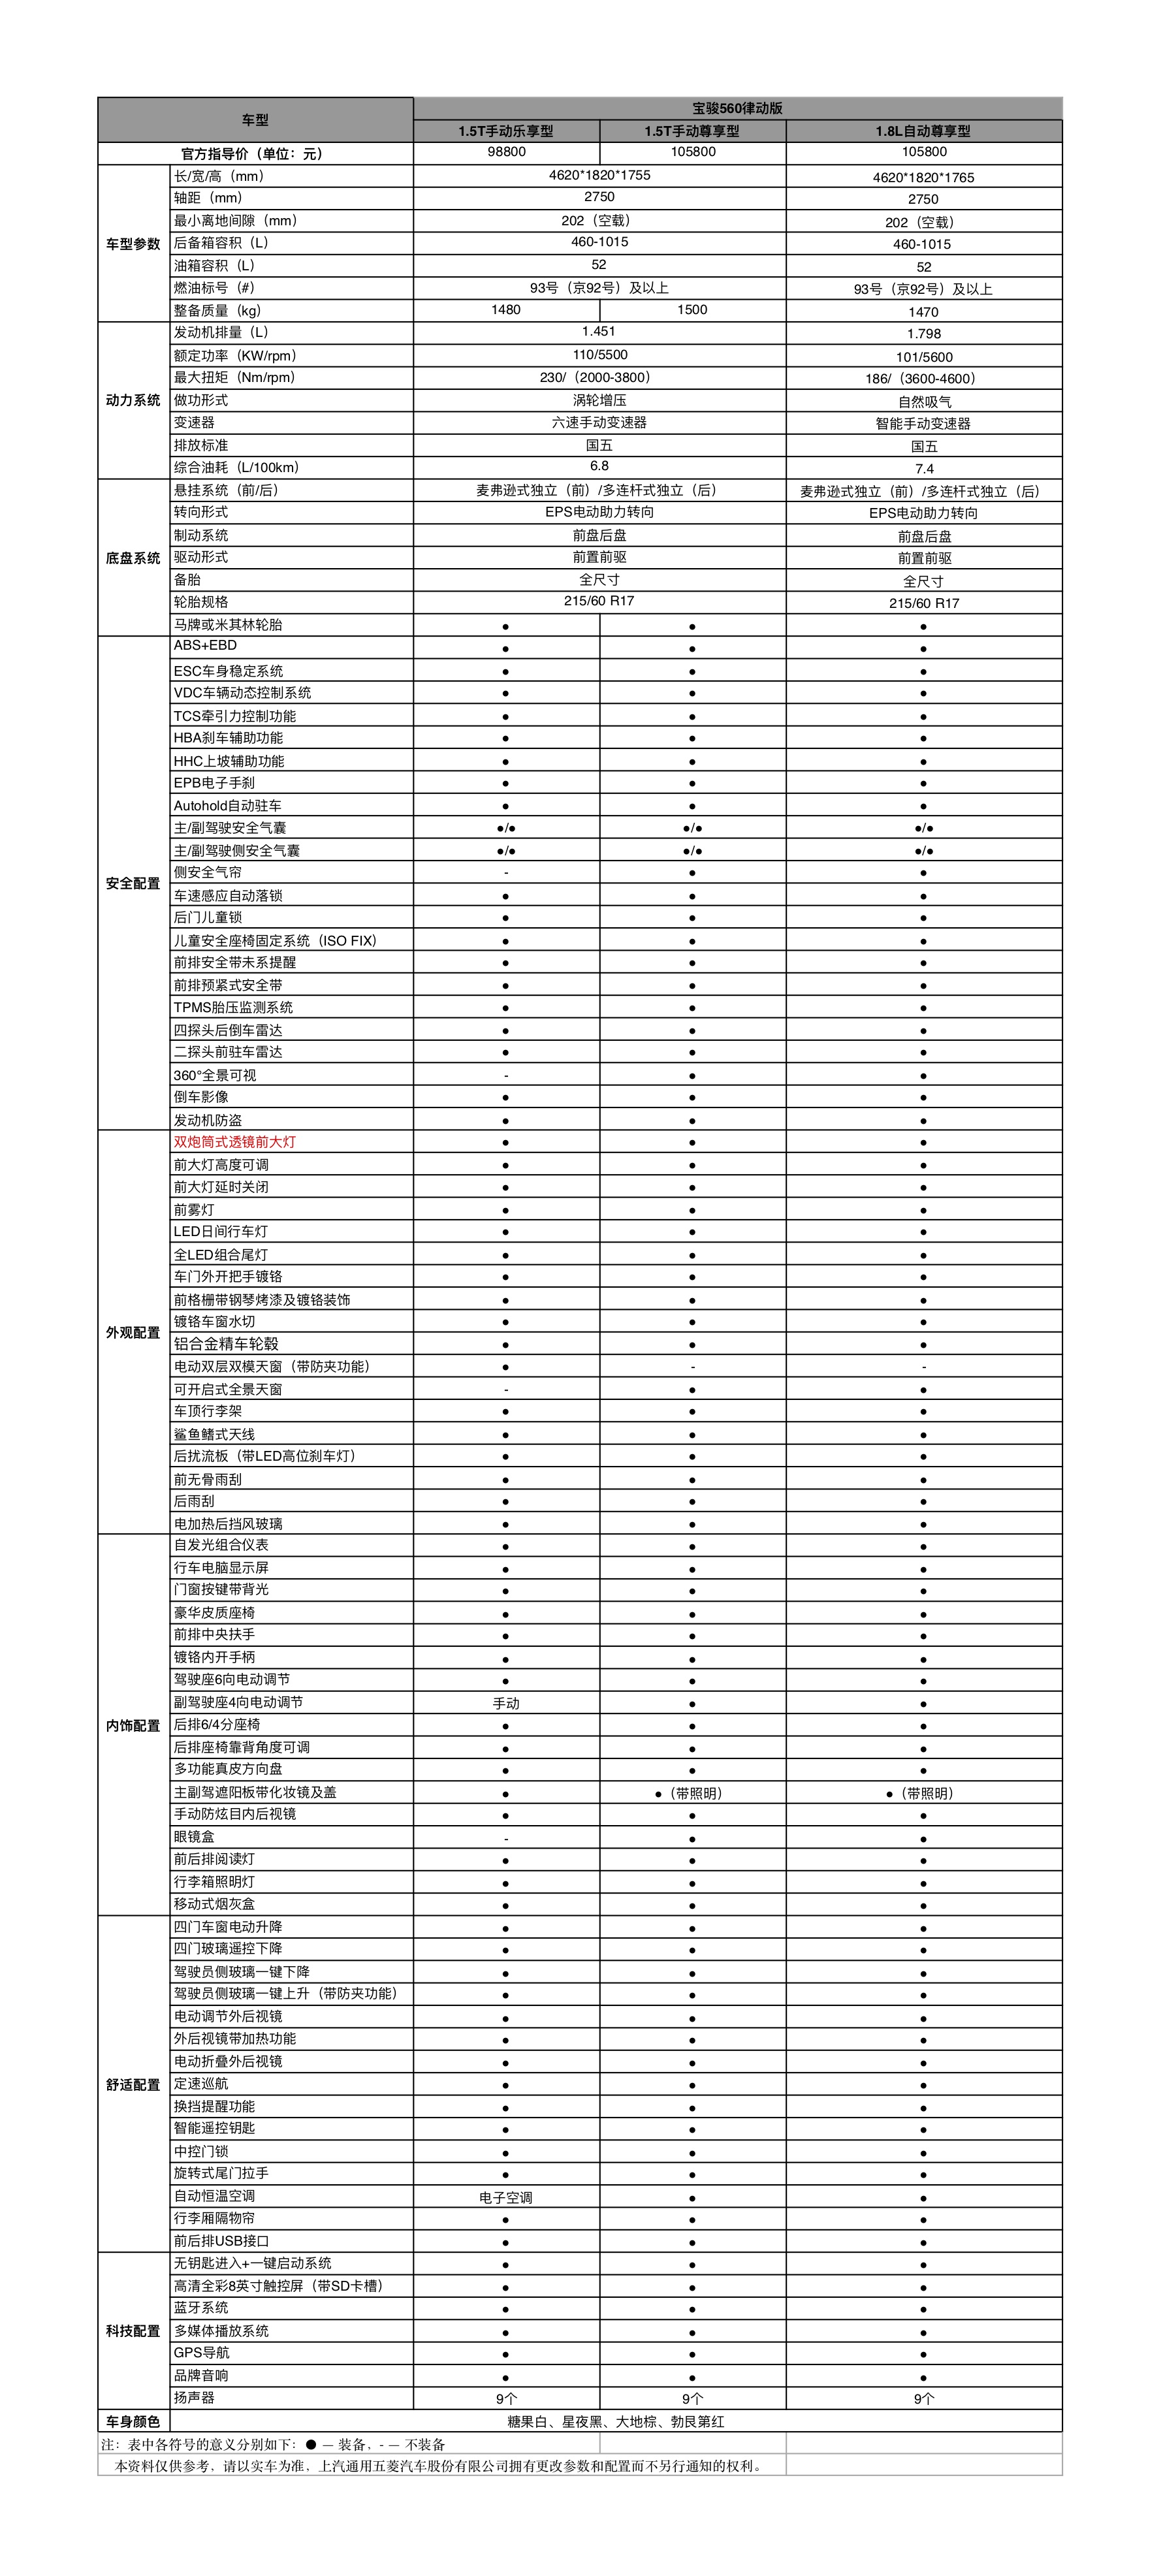 车型 宝骏560律动版
1.5T手动乐享型 1.5T手动尊享型 1.8L自动尊享型
官方指导价（单位：元） 98800 105800 105800
车型参数
长/宽/高（mm） 4620*1820*1755 4620*1820*1765
轴距（mm） 2750 2750
最小离地间隙（mm） 202（空载） 202（空载）
后备箱容积（L） 460-1015 460-1015
油箱容积（L） 52 52
燃油标号（#） 93号（京92号）及以上 93号（京92号）及以上
整备质量（kg） 1480 1500 1470
动力系统
发动机排量（L） 1.451 1.798
额定功率（KW/rpm） 110/5500 101/5600
最大扭矩（Nm/rpm） 230/（2000-3800） 186/（3600-4600）
做功形式 涡轮增压 自然吸气
变速器 六速手动变速器 智能手动变速器
排放标准 国五 国五
综合油耗（L/100km） 6.8 7.4
底盘系统
悬挂系统（前/后） 麦弗逊式独立（前）/多连杆式独立（后） 麦弗逊式独立（前）/多连杆式独立（后）
转向形式 EPS电动助力转向 EPS电动助力转向
制动系统 前盘后盘 前盘后盘
驱动形式 前置前驱 前置前驱
备胎 全尺寸 全尺寸
轮胎规格 215/60 R17 215/60 R17
马牌或米其林轮胎 ● ● ●
安全配置
ABS+EBD ● ● ●
ESC车身稳定系统 ● ● ●
VDC车辆动态控制系统 ● ● ●
TCS牵引力控制功能 ● ● ●
HBA刹车辅助功能 ● ● ●
HHC上坡辅助功能 ● ● ●
EPB电子手刹 ● ● ●
Autohold自动驻车 ● ● ●
主/副驾驶安全气囊 ●/● ●/● ●/●
主/副驾驶侧安全气囊 ●/● ●/● ●/●
侧安全气帘 - ● ●
车速感应自动落锁 ● ● ●
后门儿童锁 ● ● ●
儿童安全座椅固定系统（ISO FIX） ● ● ●
前排安全带未系提醒 ● ● ●
前排预紧式安全带 ● ● ●
TPMS胎压监测系统 ● ● ●
四探头后倒车雷达 ● ● ●
二探头前驻车雷达 ● ● ●
360°全景可视 - ● ●
倒车影像 ● ● ●
发动机防盗 ● ● ●
外观配置
双炮筒式透镜前大灯 ● ● ●
前大灯高度可调 ● ● ●
前大灯延时关闭 ● ● ●
前雾灯 ● ● ●
LED日间行车灯 ● ● ●
全LED组合尾灯 ● ● ●
车门外开把手镀铬 ● ● ●
前格栅带钢琴烤漆及镀铬装饰 ● ● ●
镀铬车窗水切 ● ● ●
铝合金精车轮毂 ● ● ●
电动双层双模天窗（带防夹功能） ● - -
可开启式全景天窗 - ● ●
车顶行李架 ● ● ●
鲨鱼鳍式天线 ● ● ●
后扰流板（带LED高位刹车灯） ● ● ●
前无骨雨刮 ● ● ●
后雨刮 ● ● ●
电加热后挡风玻璃 ● ● ●
内饰配置
自发光组合仪表 ● ● ●
行车电脑显示屏 ● ● ●
门窗按键带背光 ● ● ●
豪华皮质座椅 ● ● ●
前排中央扶手 ● ● ●
镀铬内开手柄 ● ● ●
驾驶座6向电动调节 ● ● ●
副驾驶座4向电动调节 手动 ● ●
后排6/4分座椅 ● ● ●
后排座椅靠背角度可调 ● ● ●
多功能真皮方向盘 ● ● ●
主副驾遮阳板带化妆镜及盖 ● ●（带照明） ●（带照明）
手动防炫目内后视镜 ● ● ●
眼镜盒 - ● ●
前后排阅读灯 ● ● ●
行李箱照明灯 ● ● ●
移动式烟灰盒 ● ● ●
舒适配置
四门车窗电动升降 ● ● ●
四门玻璃遥控下降 ● ● ●
驾驶员侧玻璃一键下降 ● ● ●
驾驶员侧玻璃一键上升（带防夹功能） ● ● ●
电动调节外后视镜 ● ● ●
外后视镜带加热功能 ● ● ●
电动折叠外后视镜 ● ● ●
定速巡航 ● ● ●
换挡提醒功能 ● ● ●
智能遥控钥匙 ● ● ●
中控门锁 ● ● ●
旋转式尾门拉手 ● ● ●
自动恒温空调 电子空调 ● ●
行李厢隔物帘 ● ● ●
前后排USB接口 ● ● ●
科技配置
无钥匙进入+一键启动系统 ● ● ●
高清全彩8英寸触控屏（带SD卡槽） ● ● ●
蓝牙系统 ● ● ●
多媒体播放系统 ● ● ●
GPS导航 ● ● ●
品牌音响 ● ● ●
扬声器 9个 9个 9个
车身颜色 糖果白、星夜黑、大地棕、勃艮第红
注：表中各符号的意义分别如下：● — 装备，- — 不装备
本资料仅供参考，请以实车为准，上汽通用五菱汽车股份有限公司拥有更改参数和配置而不另行通知的权利。